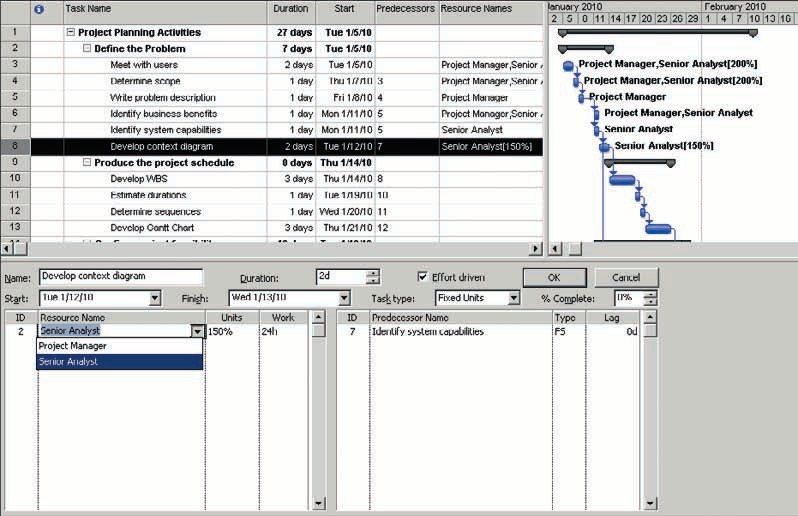 Task Name Duration Start Predecessors Resource Names January 2010 February 2010
2 5 8 11 14 17 20 23 26 29 1 4 7 10 13 16
1 Project Planning Activities 27 days Tue 1/5/10
2 Define the Problem 7 days Tue 1/5/10
3 Meet with users 2 days Tue 1/5/10 Project Manager,Senior A Project Manager,Senior Analyst[200%]
4 Determine scope 1 day Thu 1/7/10 3 Project Manager,Senior A Project Manager,Senior Analyst[200%]
5 Write problem description 1 day Fri 1/8/10 4 Project Manager Project Manager
6 Identify business benefits 1 day Mon 1/11/10 5 Project Manager,Senior A Project Manager,Senior Analyst
7 Identify system capabilities 1 day Mon 1/11/10 5 Senior Analyst Senior Analyst
8 Develop context diagram 2 days Tue 1/12/10 7 Senior Analyst[150%] Senior Analyst[150%]
9 Produce the project schedule 8 days Thu 1/14/10
10 Develop WBS 3 days Thu 1/14/10 8
11 Estimate durations 1 day Tue 1/19/10 10
12 Determine sequences 1 day Wed 1/20/10 11
13 Develop Gantt Chart 3 days Thu 1/21/10 12
Name: Develop context diagram Duration: 2d Effort driven OK Cancel
Start: Tue 1/12/10 Finish: Wed 1/13/10 Task type: Fixed Units % Complete: 0%
ID Resource Name Units Work ID Predecessor Name Type Lag
2 Senior Analyst 150% 24h 7 Identify system capabilities FS 0d
Project Manager
Senior Analyst